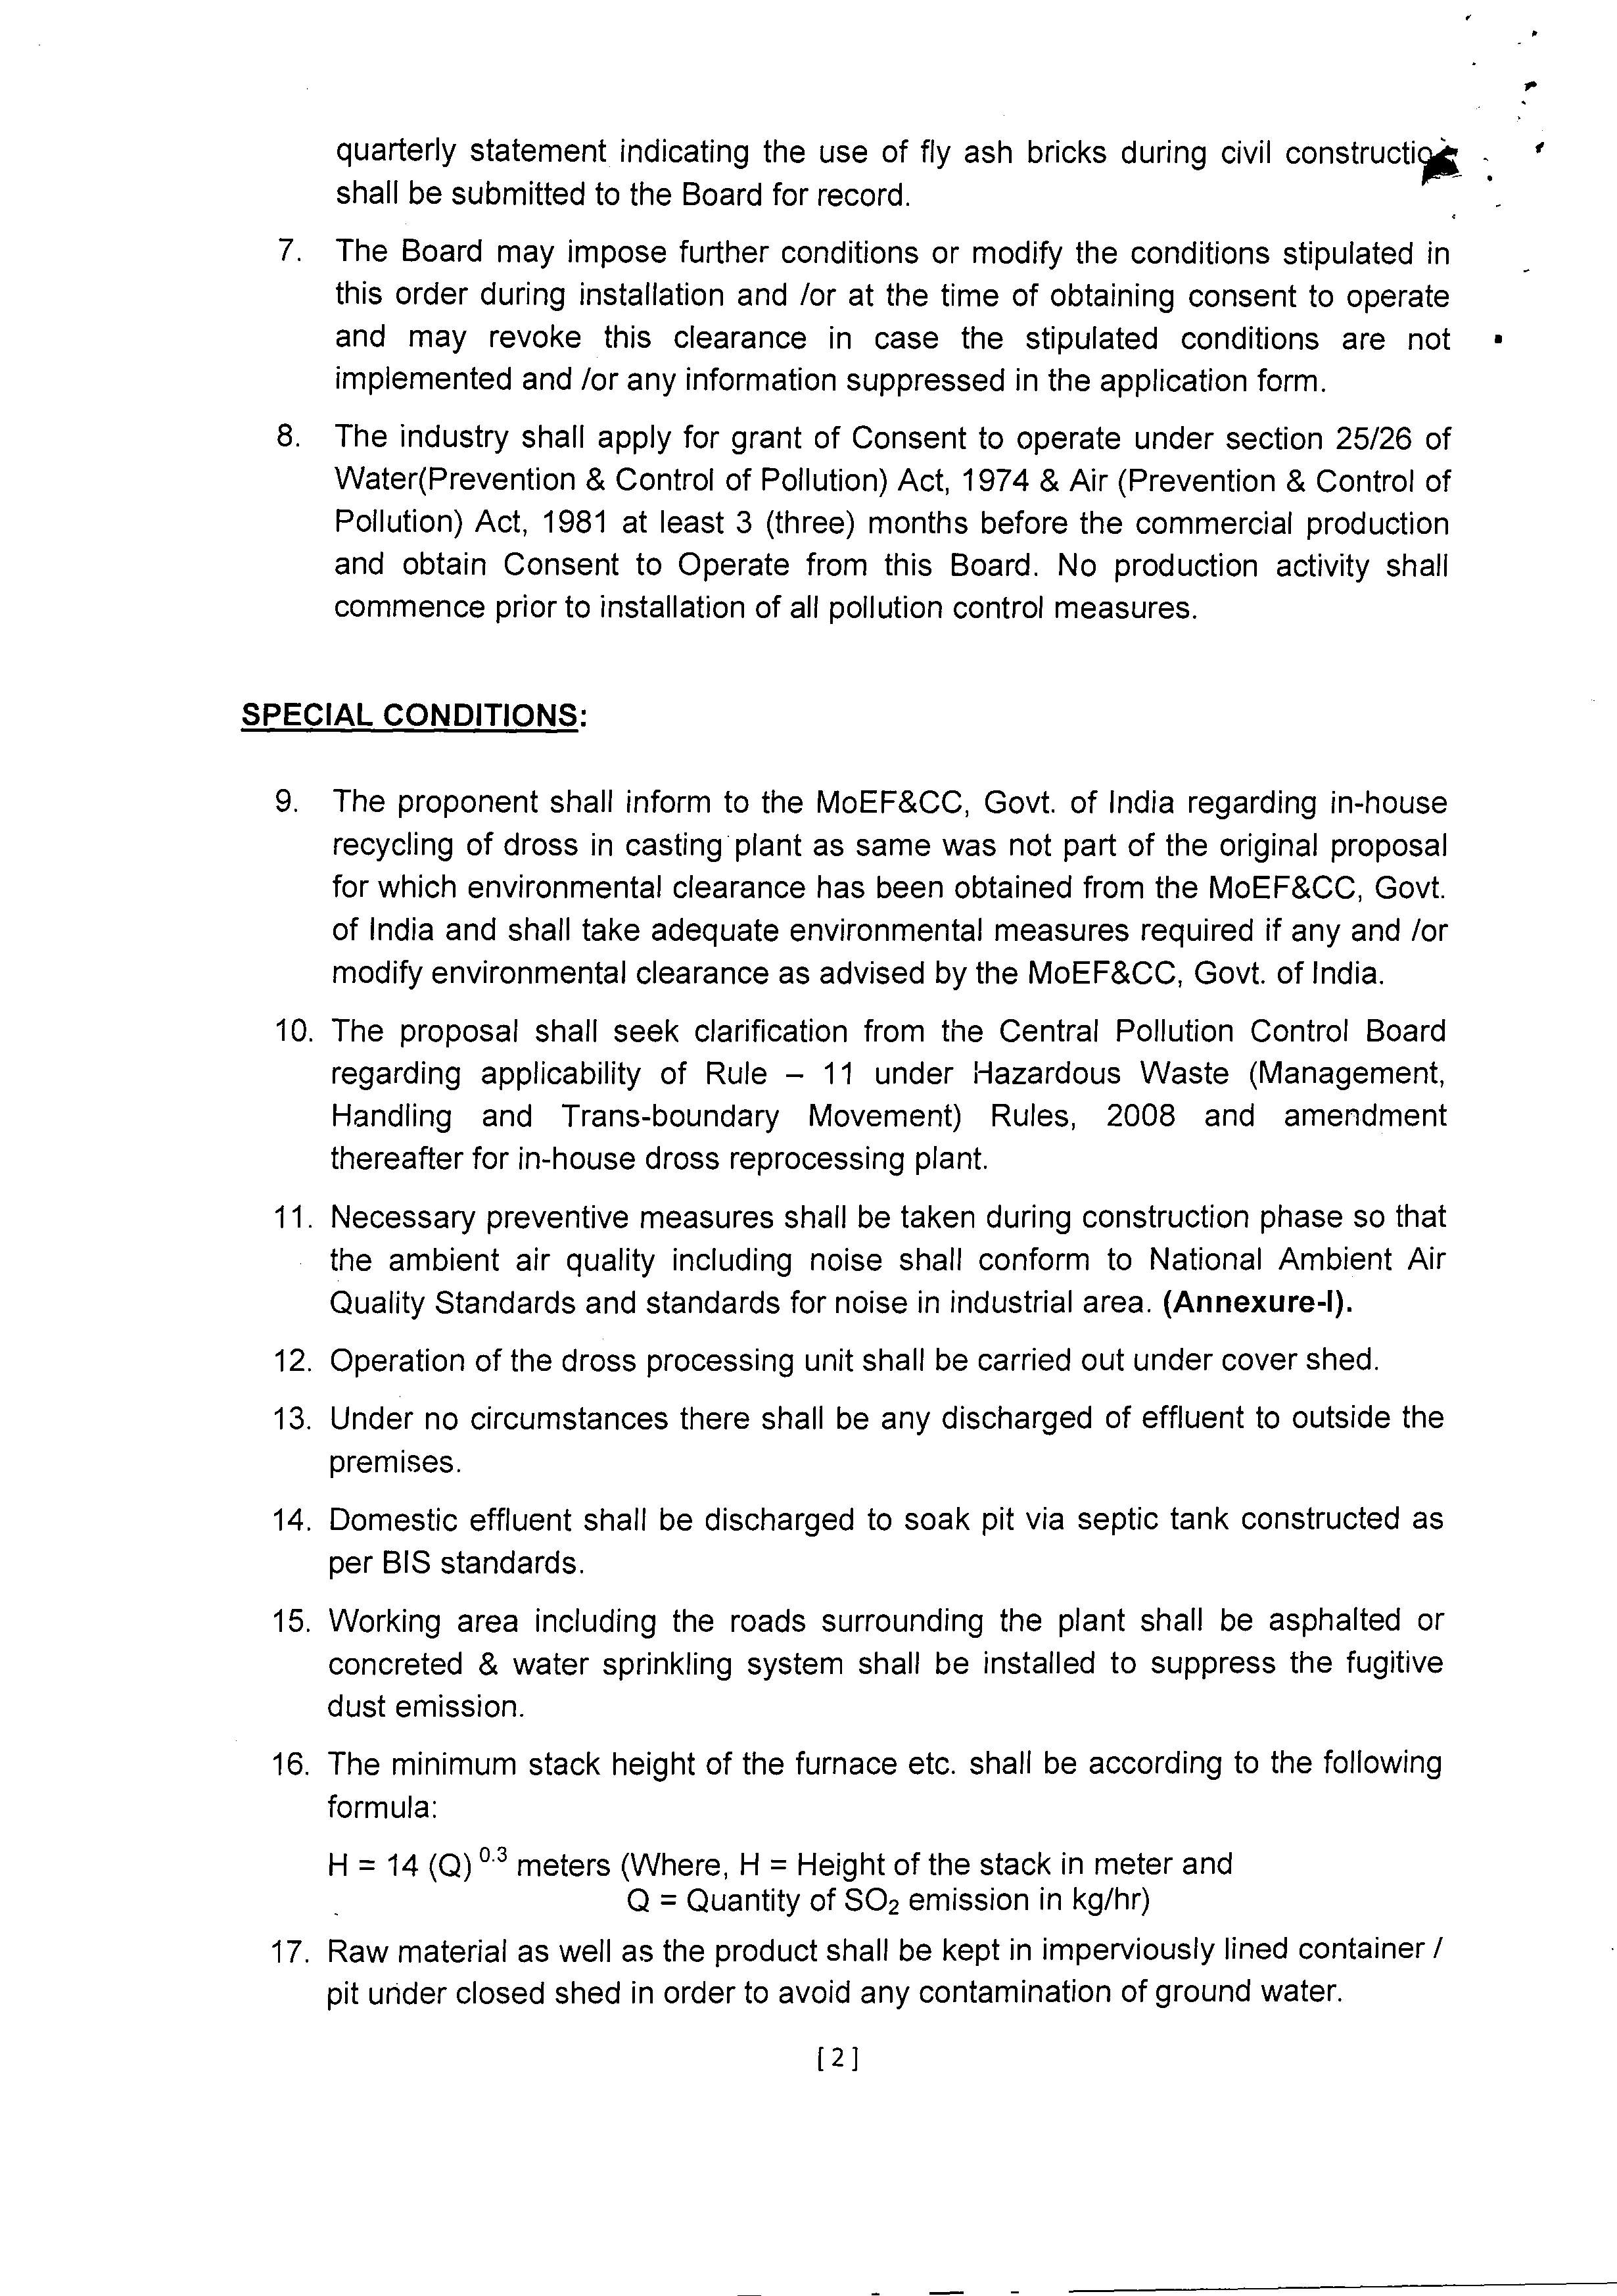 quarterly statement indicating the use of fly ash bricks during civil
shall be submitted to the Board for record.
7. The Board may impose further conditions or modify the conditions stipulated in
this order during installation and /or at the time of obtaining consent to operate
and may revoke this clearance in case the stipulated conditions are not
implemented and /or any information suppressed in the application form.
8. The industry shall apply for grant of Consent to operate under section 25/26 of
Water(Prevention & Control of Pollution) Act, 1974 & Air (Prevention & Control of
Pollution) Act, 1981 at least 3 (three) months before the commercial production
and obtain Consent to Operate from this Board. No production activity shall
commence prior to installation of all pollution control measures.
SPECIAL CONDITIONS:
9. The proponent shall inform to the MoEF&CC, Govt. of India regarding in-house
recycling of dross in casting plant as same was not part of the original proposal
for which environmental clearance has been obtained from the MoEF&CC, Govt.
of India and shall take adequate environmental measures required if any and /or
modify environmental clearance as advised by the MoEF&CC, Govt. of India.
10. The proposal shall seek clarification from the Central Pollution Control Board
regarding applicability of Rule – 11 under Hazardous Waste (Management,
Handling and Trans-boundary Movement) Rules, 2008 and amendment
thereafter for in-house dross reprocessing plant.
11. Necessary preventive measures shall be taken during construction phase so that
the ambient air quality including noise shall conform to National Ambient Air
Quality Standards and standards for noise in industrial area. (Annexure-I).
12. Operation of the dross processing unit shall be carried out under cover shed.
13. Under no circumstances there shall be any discharged of effluent to outside the
premises.
14. Domestic effluent shall be discharged to soak pit via septic tank constructed as
per BIS standards.
15. Working area including the roads surrounding the plant shall be asphalted or
concreted & water sprinkling system shall be installed to suppress the fugitive
dust emission.
16. The minimum stack height of the furnace etc. shall be according to the following
formula:
H = 14 (Q) ⁰·³ meters (Where, H = Height of the stack in meter and
Q = Quantity of SO₂ emission in kg/hr)
17. Raw material as well as the product shall be kept in imperviously lined container /
pit under closed shed in order to avoid any contamination of ground water.
[ 2 ]